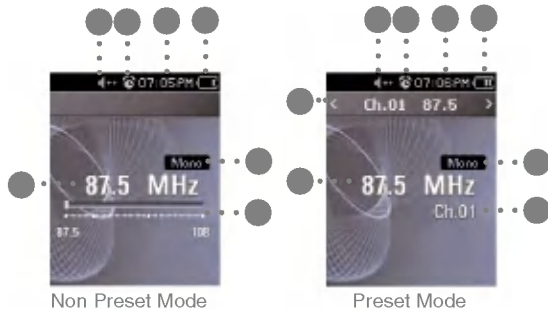 07:05PM
Mono
87.5 MHz
87.5 108
Non Preset Mode
07:06PM
< Ch.01 87.5 >
Mono
87.5 MHz
Ch.01
Preset Mode